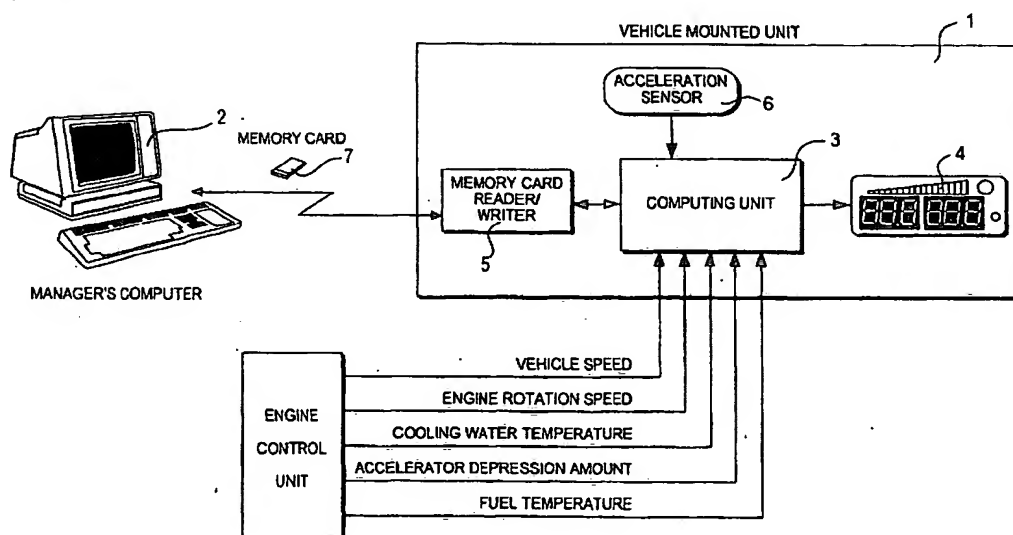 VEHICLE MOUNTED UNIT
1
ACCELERATION
SENSOR
6
2
MEMORY CARD
7
3
4
MEMORY CARD
READER/
WRITER
5
COMPUTING UNIT
888 888
MANAGER'S COMPUTER
ENGINE
CONTROL
UNIT
VEHICLE SPEED
ENGINE ROTATION SPEED
COOLING WATER TEMPERATURE
ACCELERATOR DEPRESSION AMOUNT
FUEL TEMPERATURE